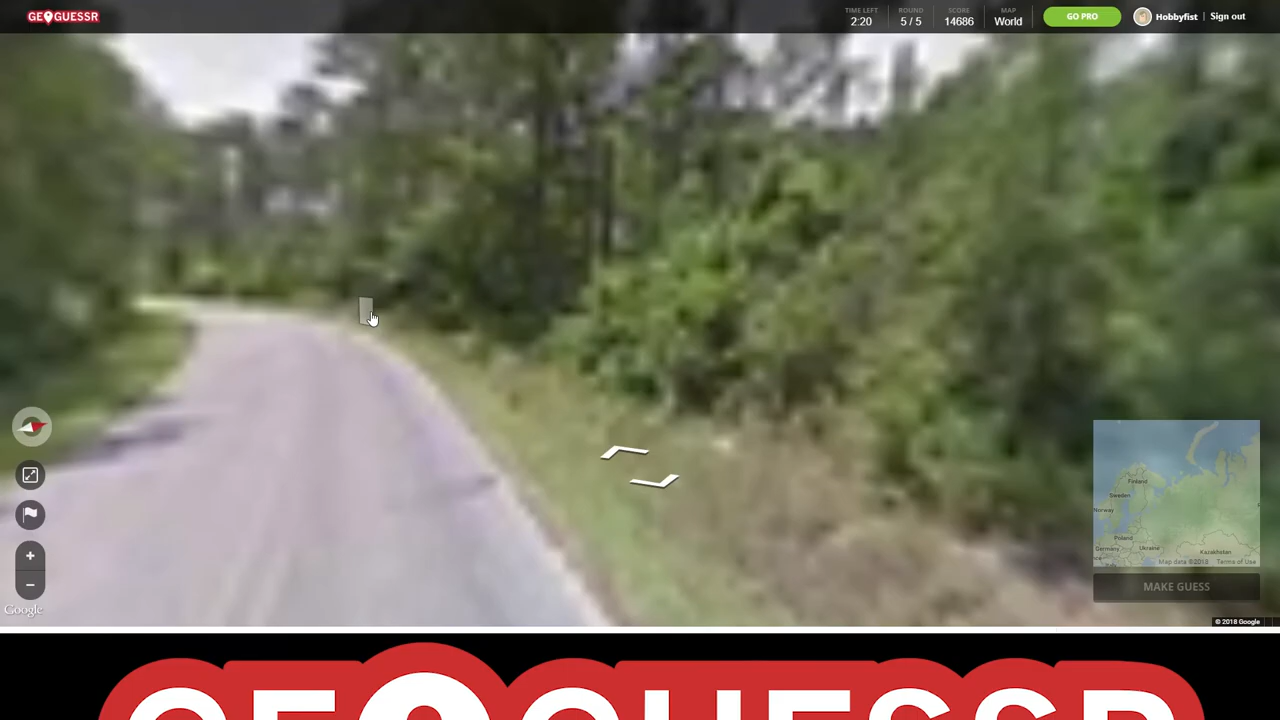 GEOGUESSR
TIME LEFT
2:20
ROUND
5 / 5
SCORE
14686
MAP
World
GO PRO
Hobbyfist | Sign out
Finland
Sweden
Norway
Poland
Germany
Ukraine
Kazakhstan
Map data ©2018 Terms of Use
MAKE GUESS
+
−
Google
© 2018 Google
GEOGUESSR